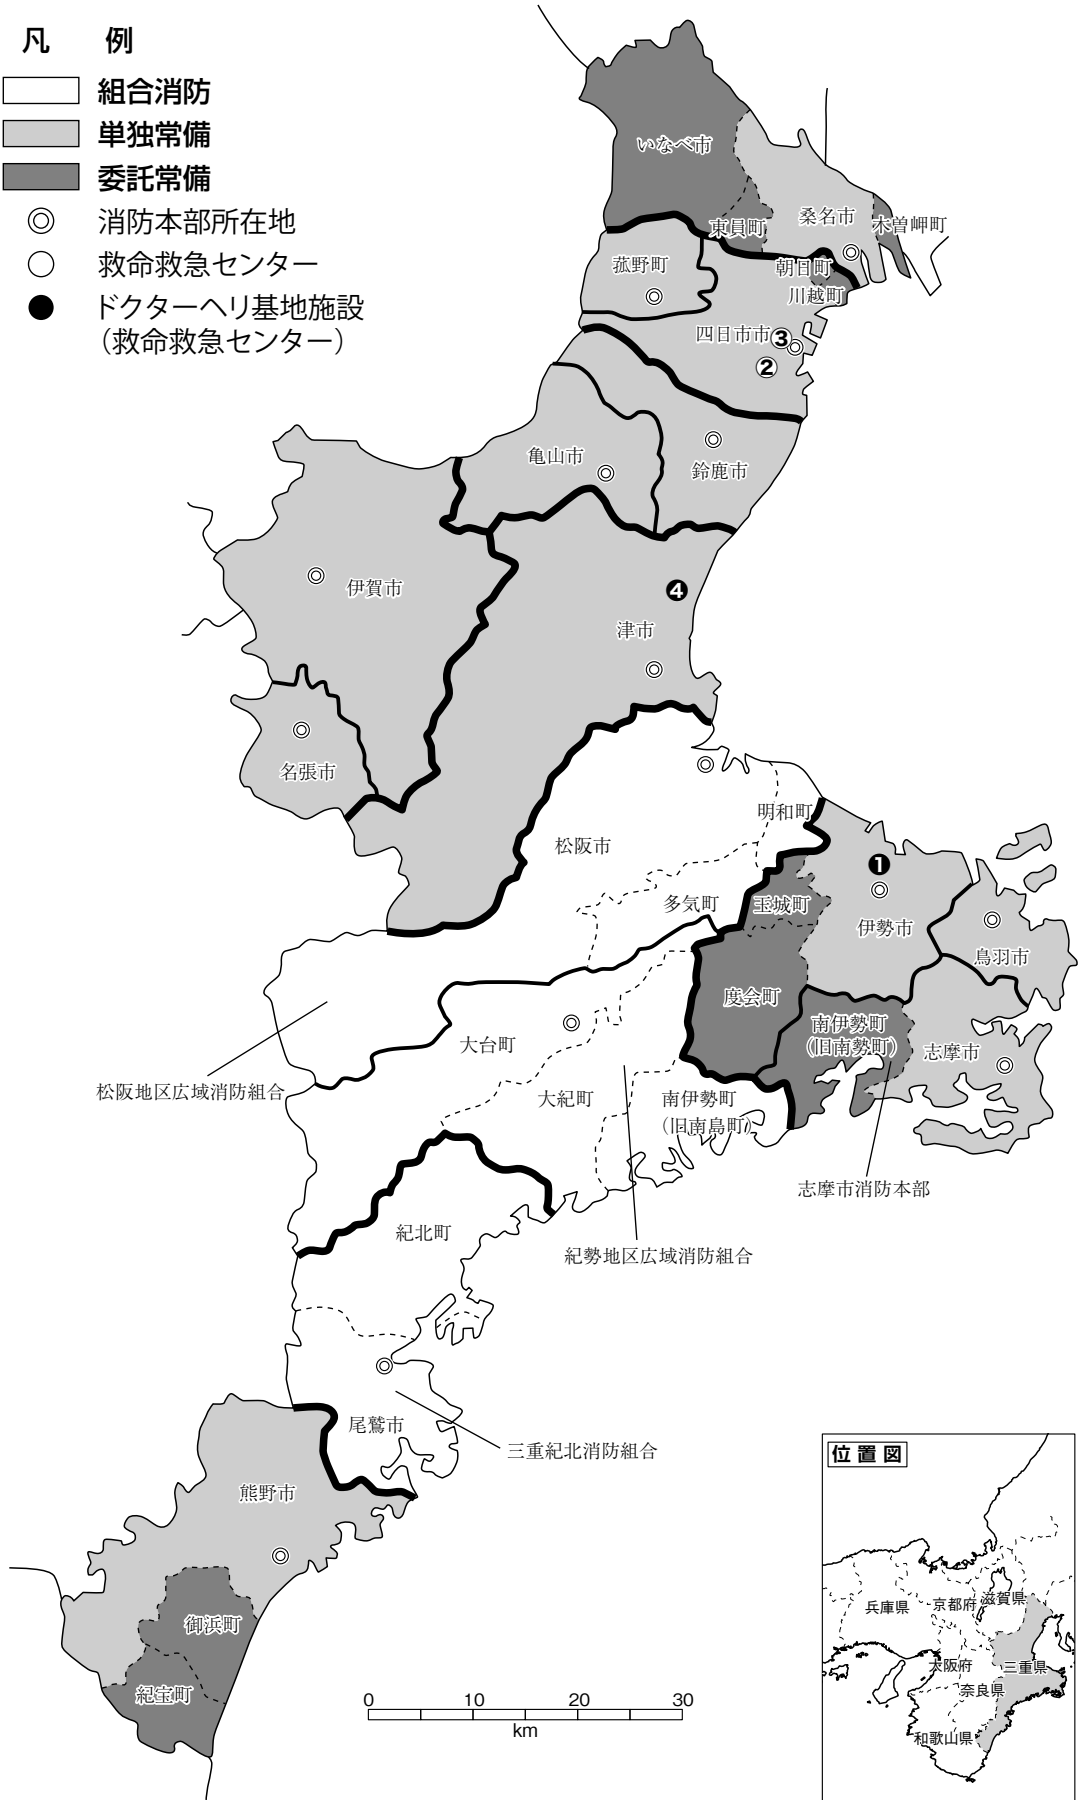 凡 例
組合消防
単独常備
委託常備
消防本部所在地
救命救急センター
ドクターヘリ基地施設
（救命救急センター）
いなべ市
東員町
桑名市
木曽岬町
菰野町
朝日町
川越町
四日市市
3
2
亀山市
鈴鹿市
伊賀市
4
津市
名張市
明和町
松阪市
1
多気町
玉城町
伊勢市
鳥羽市
度会町
南伊勢町
（旧南勢町）
大台町
志摩市
松阪地区広域消防組合
大紀町
南伊勢町
（旧南島町）
志摩市消防本部
紀北町
紀勢地区広域消防組合
尾鷲市
三重紀北消防組合
熊野市
御浜町
紀宝町
0 10 20 30
km
位置図
兵庫県
京都府
滋賀県
大阪府
三重県
奈良県
和歌山県